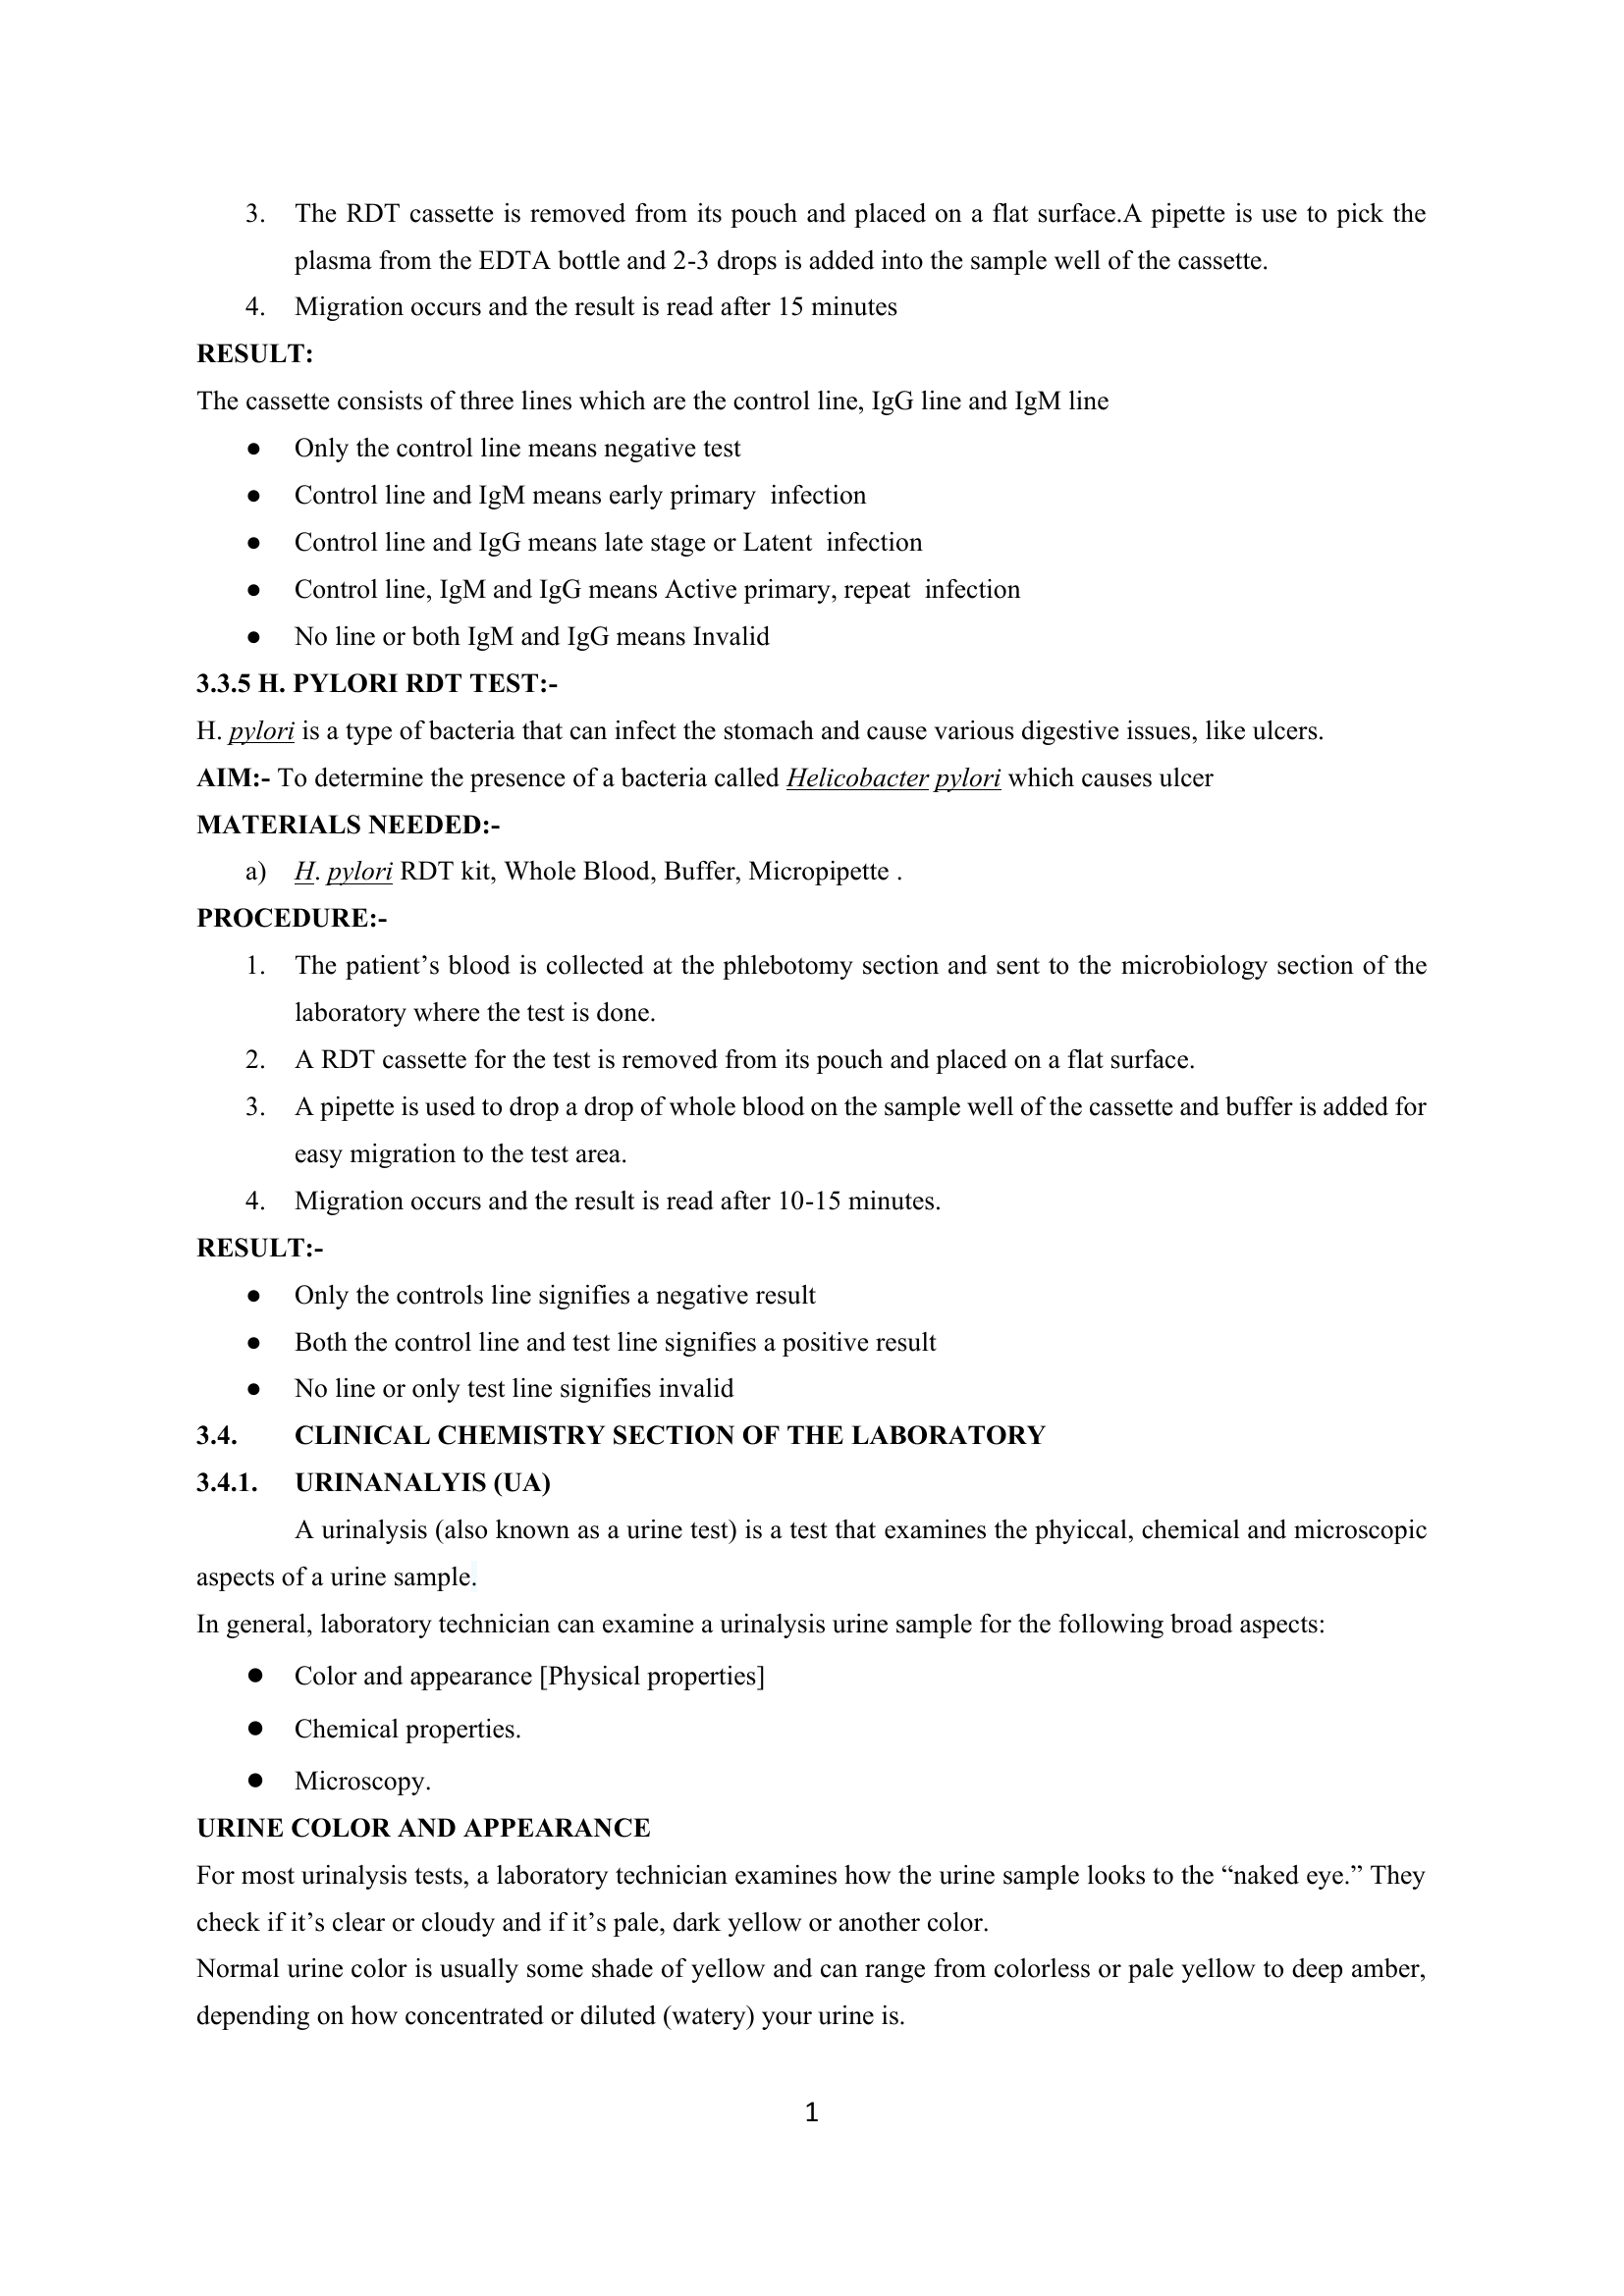 3. The RDT cassette is removed from its pouch and placed on a flat surface.A pipette is use to pick the
plasma from the EDTA bottle and 2-3 drops is added into the sample well of the cassette.
4. Migration occurs and the result is read after 15 minutes
RESULT:
The cassette consists of three lines which are the control line, IgG line and IgM line
● Only the control line means negative test
● Control line and IgM means early primary  infection
● Control line and IgG means late stage or Latent  infection
● Control line, IgM and IgG means Active primary, repeat  infection
● No line or both IgM and IgG means Invalid
3.3.5 H. PYLORI RDT TEST:-
H. pylori is a type of bacteria that can infect the stomach and cause various digestive issues, like ulcers.
AIM:- To determine the presence of a bacteria called Helicobacter pylori which causes ulcer
MATERIALS NEEDED:-
a) H. pylori RDT kit, Whole Blood, Buffer, Micropipette .
PROCEDURE:-
1. The patient’s blood is collected at the phlebotomy section and sent to the microbiology section of the
laboratory where the test is done.
2. A RDT cassette for the test is removed from its pouch and placed on a flat surface.
3. A pipette is used to drop a drop of whole blood on the sample well of the cassette and buffer is added for
easy migration to the test area.
4. Migration occurs and the result is read after 10-15 minutes.
RESULT:-
● Only the controls line signifies a negative result
● Both the control line and test line signifies a positive result
● No line or only test line signifies invalid
3.4. CLINICAL CHEMISTRY SECTION OF THE LABORATORY
3.4.1. URINANALYIS (UA)
A urinalysis (also known as a urine test) is a test that examines the phyiccal, chemical and microscopic
aspects of a urine sample.
In general, laboratory technician can examine a urinalysis urine sample for the following broad aspects:
● Color and appearance [Physical properties]
● Chemical properties.
● Microscopy.
URINE COLOR AND APPEARANCE
For most urinalysis tests, a laboratory technician examines how the urine sample looks to the “naked eye.” They
check if it’s clear or cloudy and if it’s pale, dark yellow or another color.
Normal urine color is usually some shade of yellow and can range from colorless or pale yellow to deep amber,
depending on how concentrated or diluted (watery) your urine is.
1